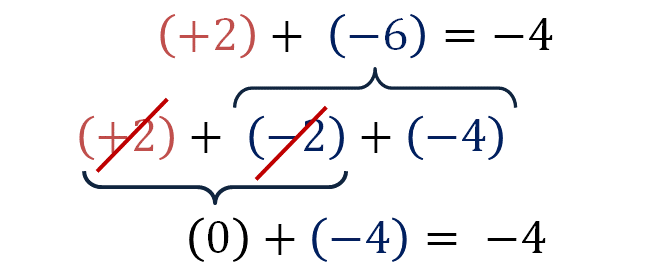 (+2) + (−6) = −4
(+2) + (−2) + (−4)
(0) + (−4) = −4